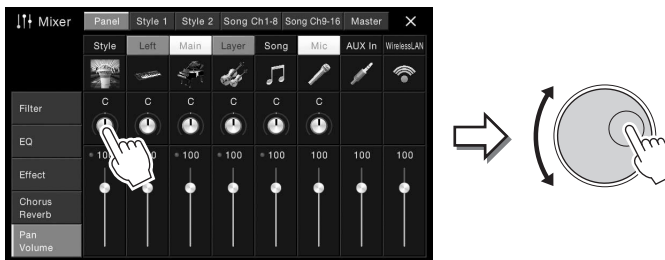 Mixer
Panel Style 1 Style 2 Song Ch1-8 Song Ch9-16 Master
Style Left Main Layer Song Mic AUX In WirelessLAN
Filter
EQ
Effect
Chorus
Reverb
Pan
Volume
C C C C C C
100 100 100 100 100 100 100